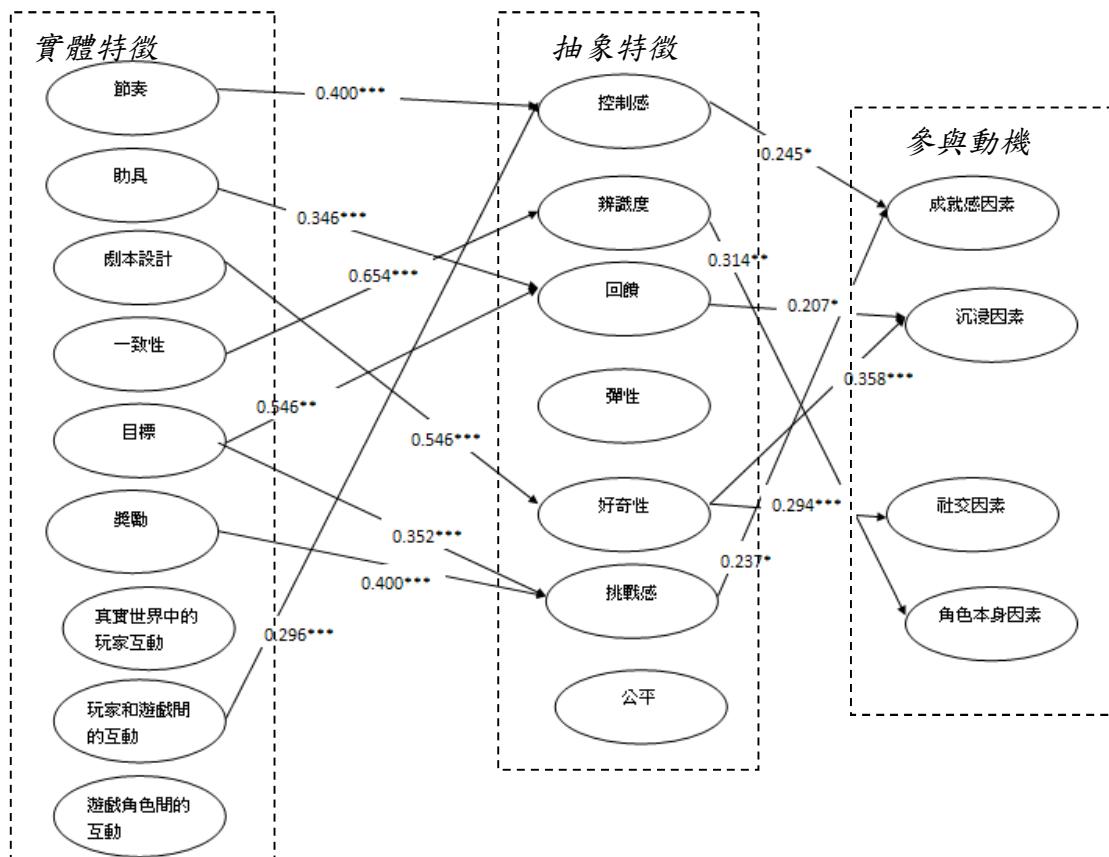 實體特徵
節奏
助具
劇本設計
一致性
目標
獎勵
真實世界中的
玩家互動
玩家和遊戲間
的互動
遊戲角色間的
互動
0.400***
0.346***
0.654***
0.546**
0.546***
0.352***
0.400***
0.296***
抽象特徵
控制感
辨識度
回饋
彈性
好奇性
挑戰感
公平
0.245*
0.314**
0.207*
0.358***
0.294***
0.237*
參與動機
成就感因素
沉浸因素
社交因素
角色本身因素